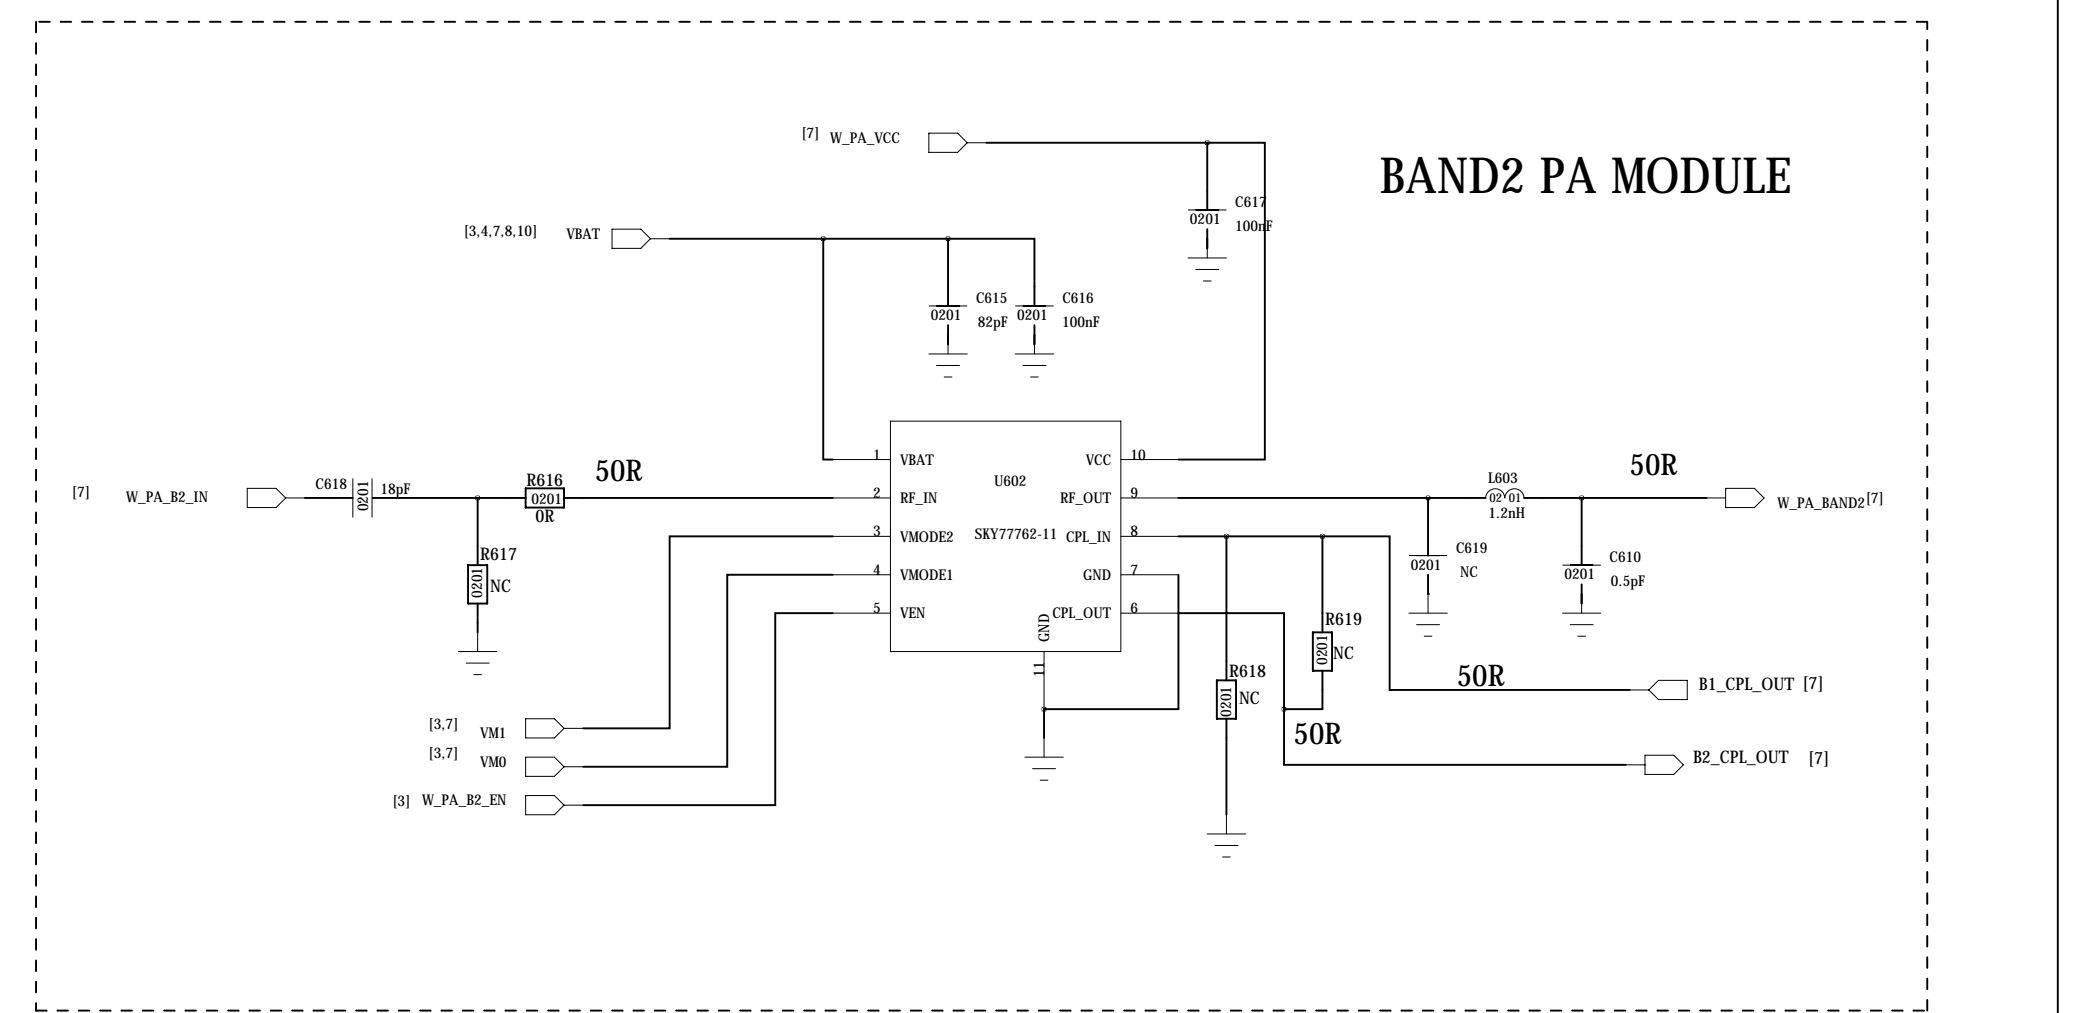 [7] W_PA_VCC
BAND2 PA MODULE
C617
0201
100nF
[3,4,7,8,10] VBAT
C615
0201
82pF
C616
0201
100nF
U602
SKY77762-11
1 VBAT
2 RF_IN
3 VMODE2
4 VMODE1
5 VEN
VCC 10
RF_OUT 9
CPL_IN 8
GND 7
CPL_OUT 6
GND
11
[7] W_PA_B2_IN
C618
0201
18pF
R616
0201
0R
50R
R617
0201
NC
[3,7] VM1
[3,7] VM0
[3] W_PA_B2_EN
L603
0201
1.2nH
50R
W_PA_BAND2 [7]
C619
0201
NC
C610
0201
0.5pF
R619
0201
NC
R618
0201
NC
50R
B1_CPL_OUT [7]
50R
B2_CPL_OUT [7]